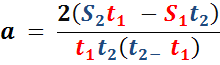 a = 2(S₂t₁ − S₁t₂) / t₁t₂(t₂₋ t₁)